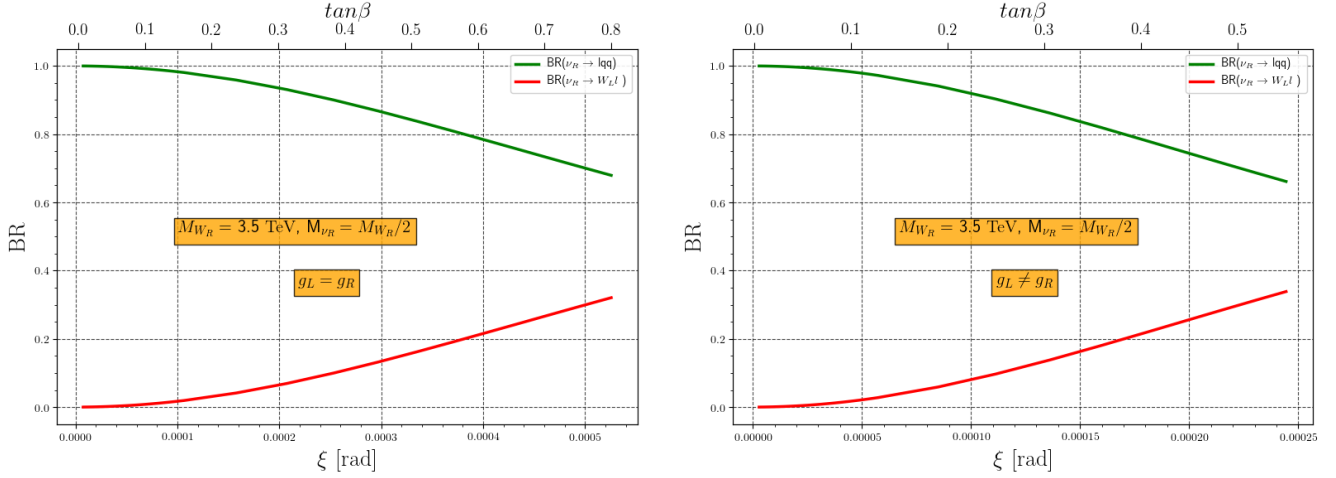 tanβ
0.0 0.1 0.2 0.3 0.4 0.5 0.6 0.7 0.8
BR
1.0
0.8
0.6
0.4
0.2
0.0
BR(ν_R → lqq)
BR(ν_R → W_L l )
M_{W_R} = 3.5 TeV, M_{ν_R} = M_{W_R}/2
g_L = g_R
0.0000 0.0001 0.0002 0.0003 0.0004 0.0005
ξ [rad]
tanβ
0.0 0.1 0.2 0.3 0.4 0.5
BR
1.0
0.8
0.6
0.4
0.2
0.0
BR(ν_R → lqq)
BR(ν_R → W_L l )
M_{W_R} = 3.5 TeV, M_{ν_R} = M_{W_R}/2
g_L ≠ g_R
0.00000 0.00005 0.00010 0.00015 0.00020 0.00025
ξ [rad]